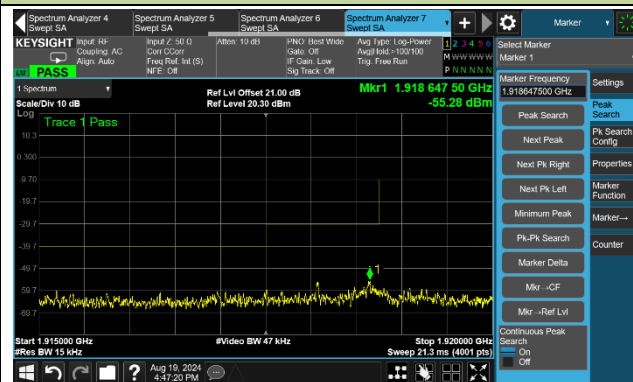 Spectrum Analyzer 4
Swept SA
Spectrum Analyzer 5
Swept SA
Spectrum Analyzer 6
Swept SA
Spectrum Analyzer 7
Swept SA
Marker
KEYSIGHT
Input: RF
Coupling: AC
Align: Auto
Input Z: 50 Ω
Corr CCorr
Freq Ref: Int (S)
NFE: Off
Atten: 10 dB
PNO: Best Wide
Gate: Off
IF Gain: Low
Sig Track: Off
Avg Type: Log-Power
Avg|Hold:>100/100
Trig: Free Run
1 2 3 4 5 6
M W W W W W
P N N N N N
LXI PASS
Select Marker
Marker 1
1 Spectrum
Scale/Div 10 dB
Log
Ref Lvl Offset 21.00 dB
Ref Level 20.30 dBm
Mkr1 1.918 647 50 GHz
-55.28 dBm
Trace 1 Pass
10.3
0.300
-9.70
-19.7
-29.7
-39.7
-49.7
-59.7
-69.7
1
Start 1.915000 GHz
#Res BW 15 kHz
#Video BW 47 kHz
Stop 1.920000 GHz
Sweep 21.3 ms (4001 pts)
Marker Frequency
1.918647500 GHz
Peak Search
Next Peak
Next Pk Right
Next Pk Left
Minimum Peak
Pk-Pk Search
Marker Delta
Mkr→CF
Mkr→Ref Lvl
Continuous Peak
Search
On
Off
Settings
Peak
Search
Pk Search
Config
Properties
Marker
Function
Marker→
Counter
Aug 19, 2024
4:47:20 PM